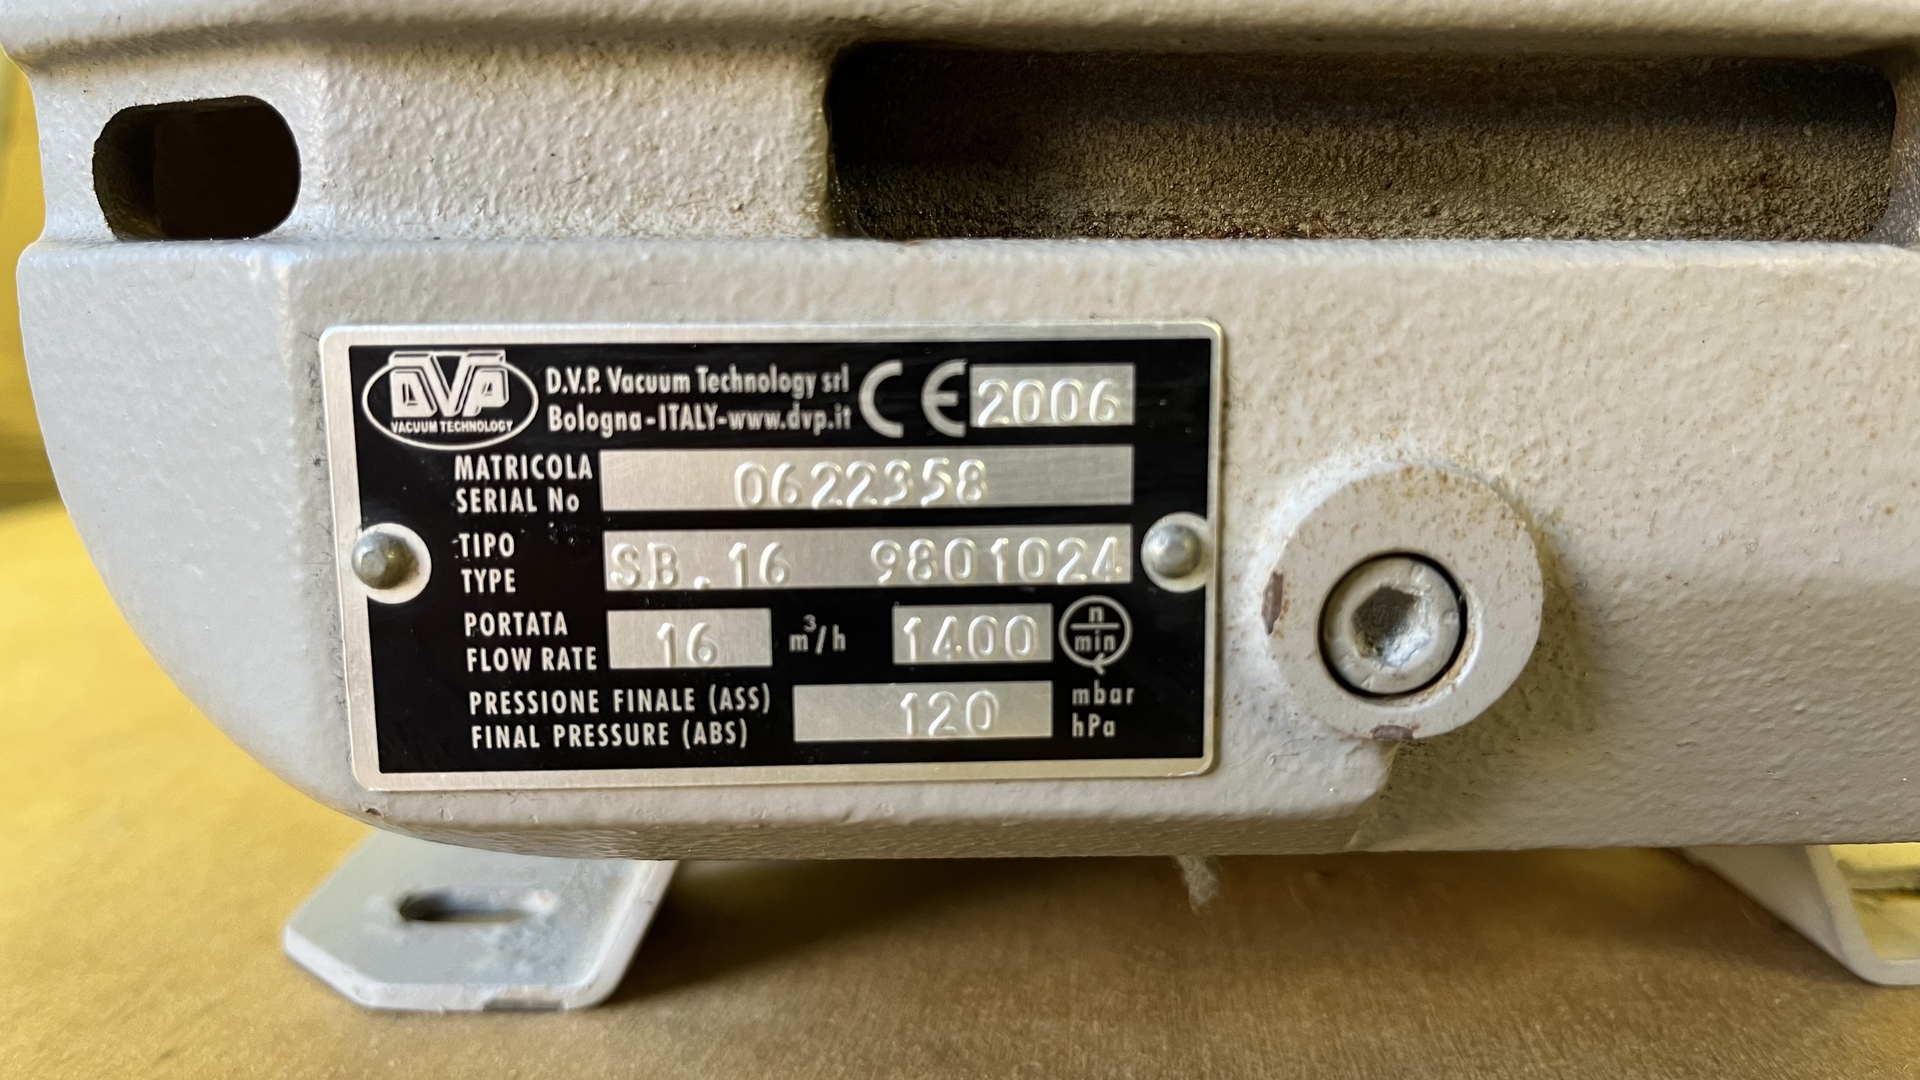 DVP
VACUUM TECHNOLOGY
D.V.P. Vacuum Technology srl
Bologna-ITALY-www.dvp.it
CE 2006
MATRICOLA
SERIAL No
0622358
TIPO
TYPE
SB.16 9801024
PORTATA
FLOW RATE
16 m³/h 1400 n/min
PRESSIONE FINALE (ASS)
FINAL PRESSURE (ABS)
120
mbar
hPa